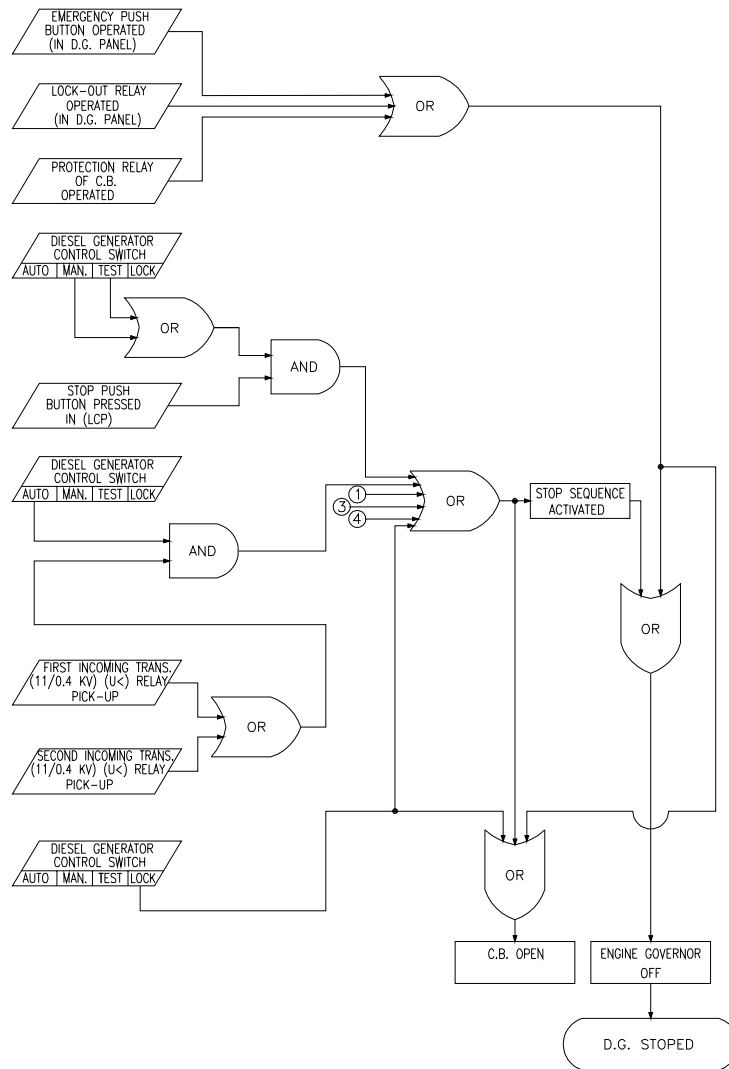 EMERGENCY PUSH
BUTTON OPERATED
(IN D.G. PANEL)
LOCK-OUT RELAY
OPERATED
(IN D.G. PANEL)
OR
PROTECTION RELAY
OF C.B.
OPERATED
DIESEL GENERATOR
CONTROL SWITCH
AUTO MAN. TEST LOCK
OR
AND
STOP PUSH
BUTTON PRESSED
IN (LCP)
DIESEL GENERATOR
CONTROL SWITCH
AUTO MAN. TEST LOCK
1
3
4
OR
STOP SEQUENCE
ACTIVATED
AND
OR
FIRST INCOMING TRANS.
(11/0.4 KV) (U<) RELAY
PICK-UP
OR
SECOND INCOMING TRANS.
(11/0.4 KV) (U<) RELAY
PICK-UP
DIESEL GENERATOR
CONTROL SWITCH
AUTO MAN. TEST LOCK
OR
C.B. OPEN
ENGINE GOVERNOR
OFF
D.G. STOPED